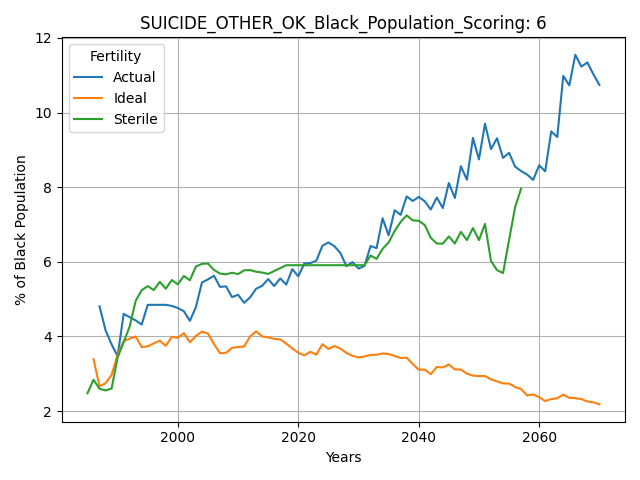 SUICIDE_OTHER_OK_Black_Population_Scoring: 6
% of Black Population
12
10
8
6
4
2
Fertility
Actual
Ideal
Sterile
2000
2020
2040
2060
Years